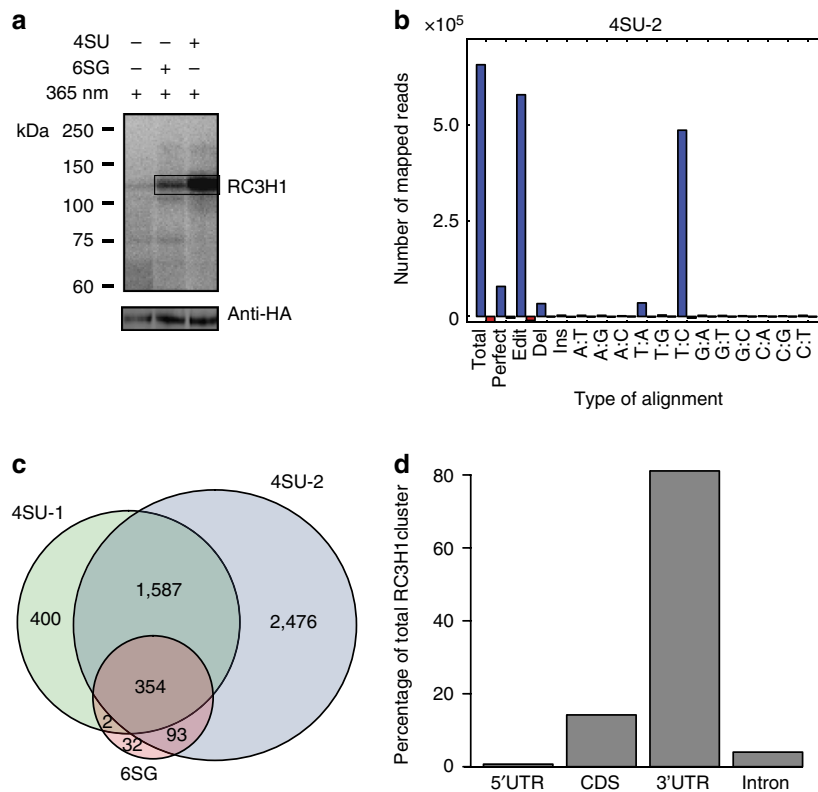 a
4SU – – +
6SG – + –
365 nm + + +
kDa
250
150
100
75
60
RC3H1
Anti-HA
b
×10⁵
4SU-2
Number of mapped reads
5.0
2.5
0
Total
Perfect
Edit
Del
Ins
A:T
A:G
A:C
T:A
T:G
T:C
G:A
G:T
G:C
C:A
C:G
C:T
Type of alignment
c
4SU-1
4SU-2
400
1,587
2,476
354
2
32
93
6SG
d
Percentage of total RC3H1cluster
80
60
40
20
0
5′UTR CDS 3′UTR Intron